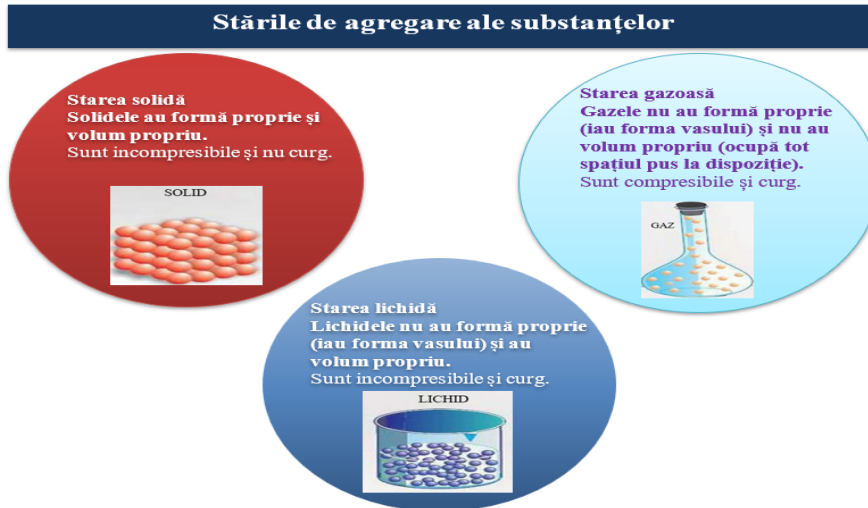 Stările de agregare ale substanțelor
Starea solidă
Solidele au formă proprie și
volum propriu.
Sunt incompresibile și nu curg.
SOLID
Starea gazoasă
Gazele nu au formă proprie
(iau forma vasului) și nu au
volum propriu (ocupă tot
spațiul pus la dispoziție).
Sunt compresibile și curg.
GAZ
Starea lichidă
Lichidele nu au formă proprie
(iau forma vasului) și au
volum propriu.
Sunt incompresibile și curg.
LICHID